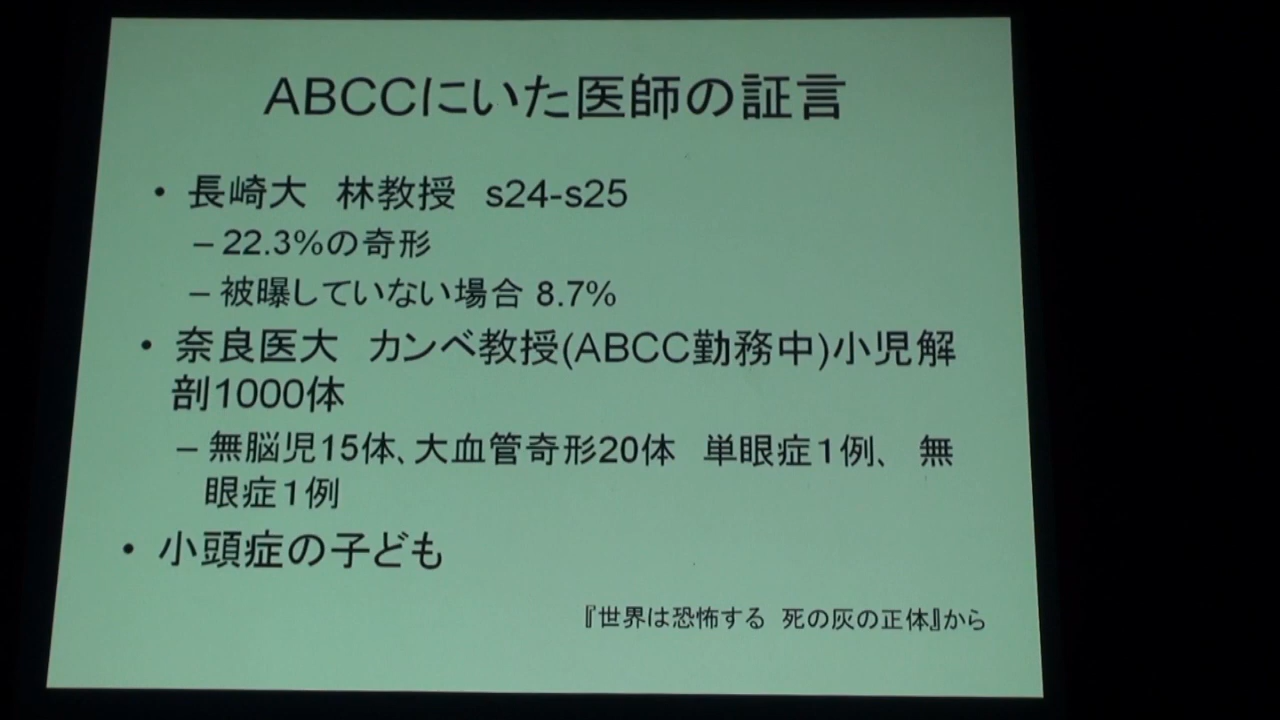 ABCCにいた医師の証言
• 長崎大 林教授 s24-s25
– 22.3%の奇形
– 被曝していない場合 8.7%
• 奈良医大 カンベ教授(ABCC勤務中)小児解
剖1000体
– 無脳児15体、大血管奇形20体 単眼症１例、 無
眼症１例
• 小頭症の子ども
『世界は恐怖する 死の灰の正体』から